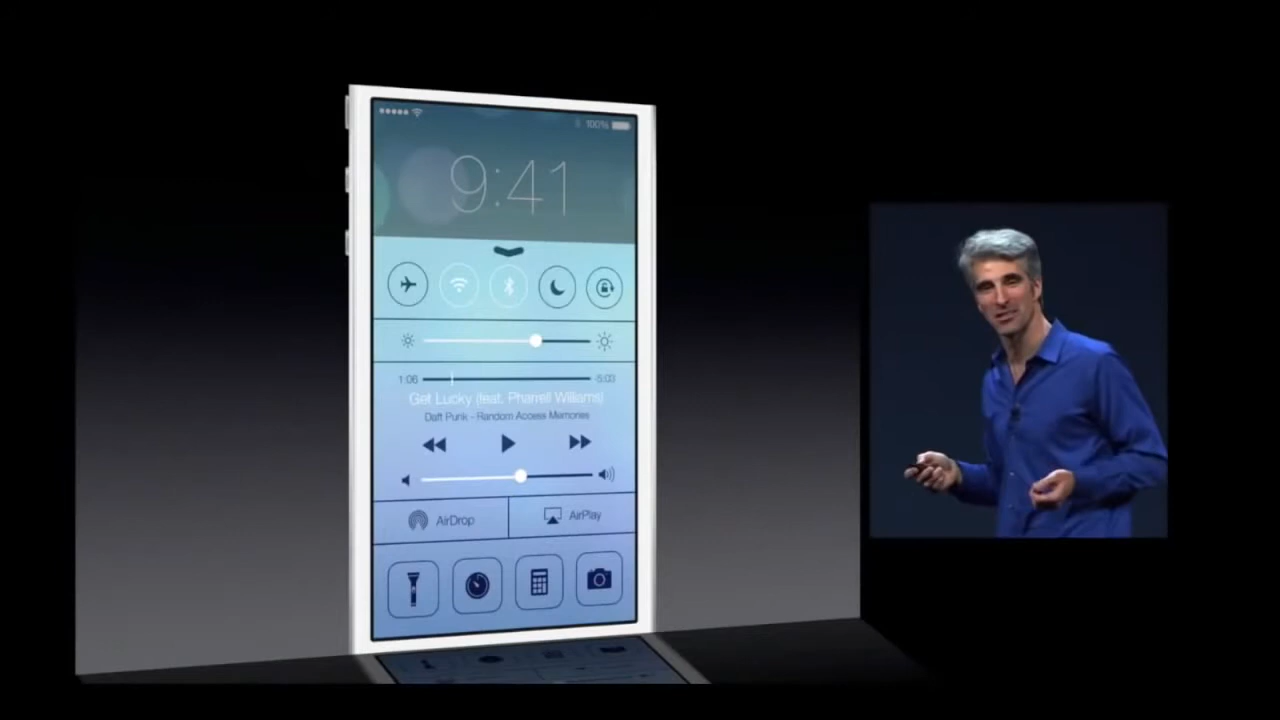 100%
9:41
1:06 -5:03
Get Lucky (feat. Pharrell Williams)
Daft Punk - Random Access Memories
AirDrop AirPlay